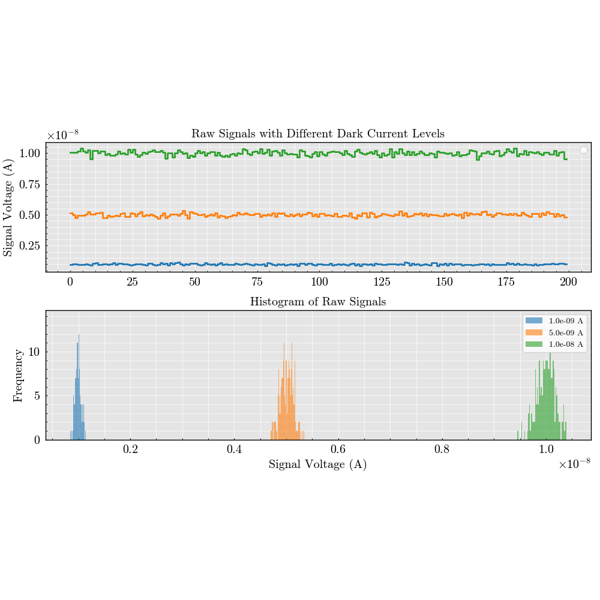 Raw Signals with Different Dark Current Levels
×10⁻⁸
Signal Voltage (A)
1.00
0.75
0.50
0.25
0 25 50 75 100 125 150 175 200
Histogram of Raw Signals
1.0e-09 A
5.0e-09 A
1.0e-08 A
Frequency
10
5
0
0.2 0.4 0.6 0.8 1.0
Signal Voltage (A)
×10⁻⁸